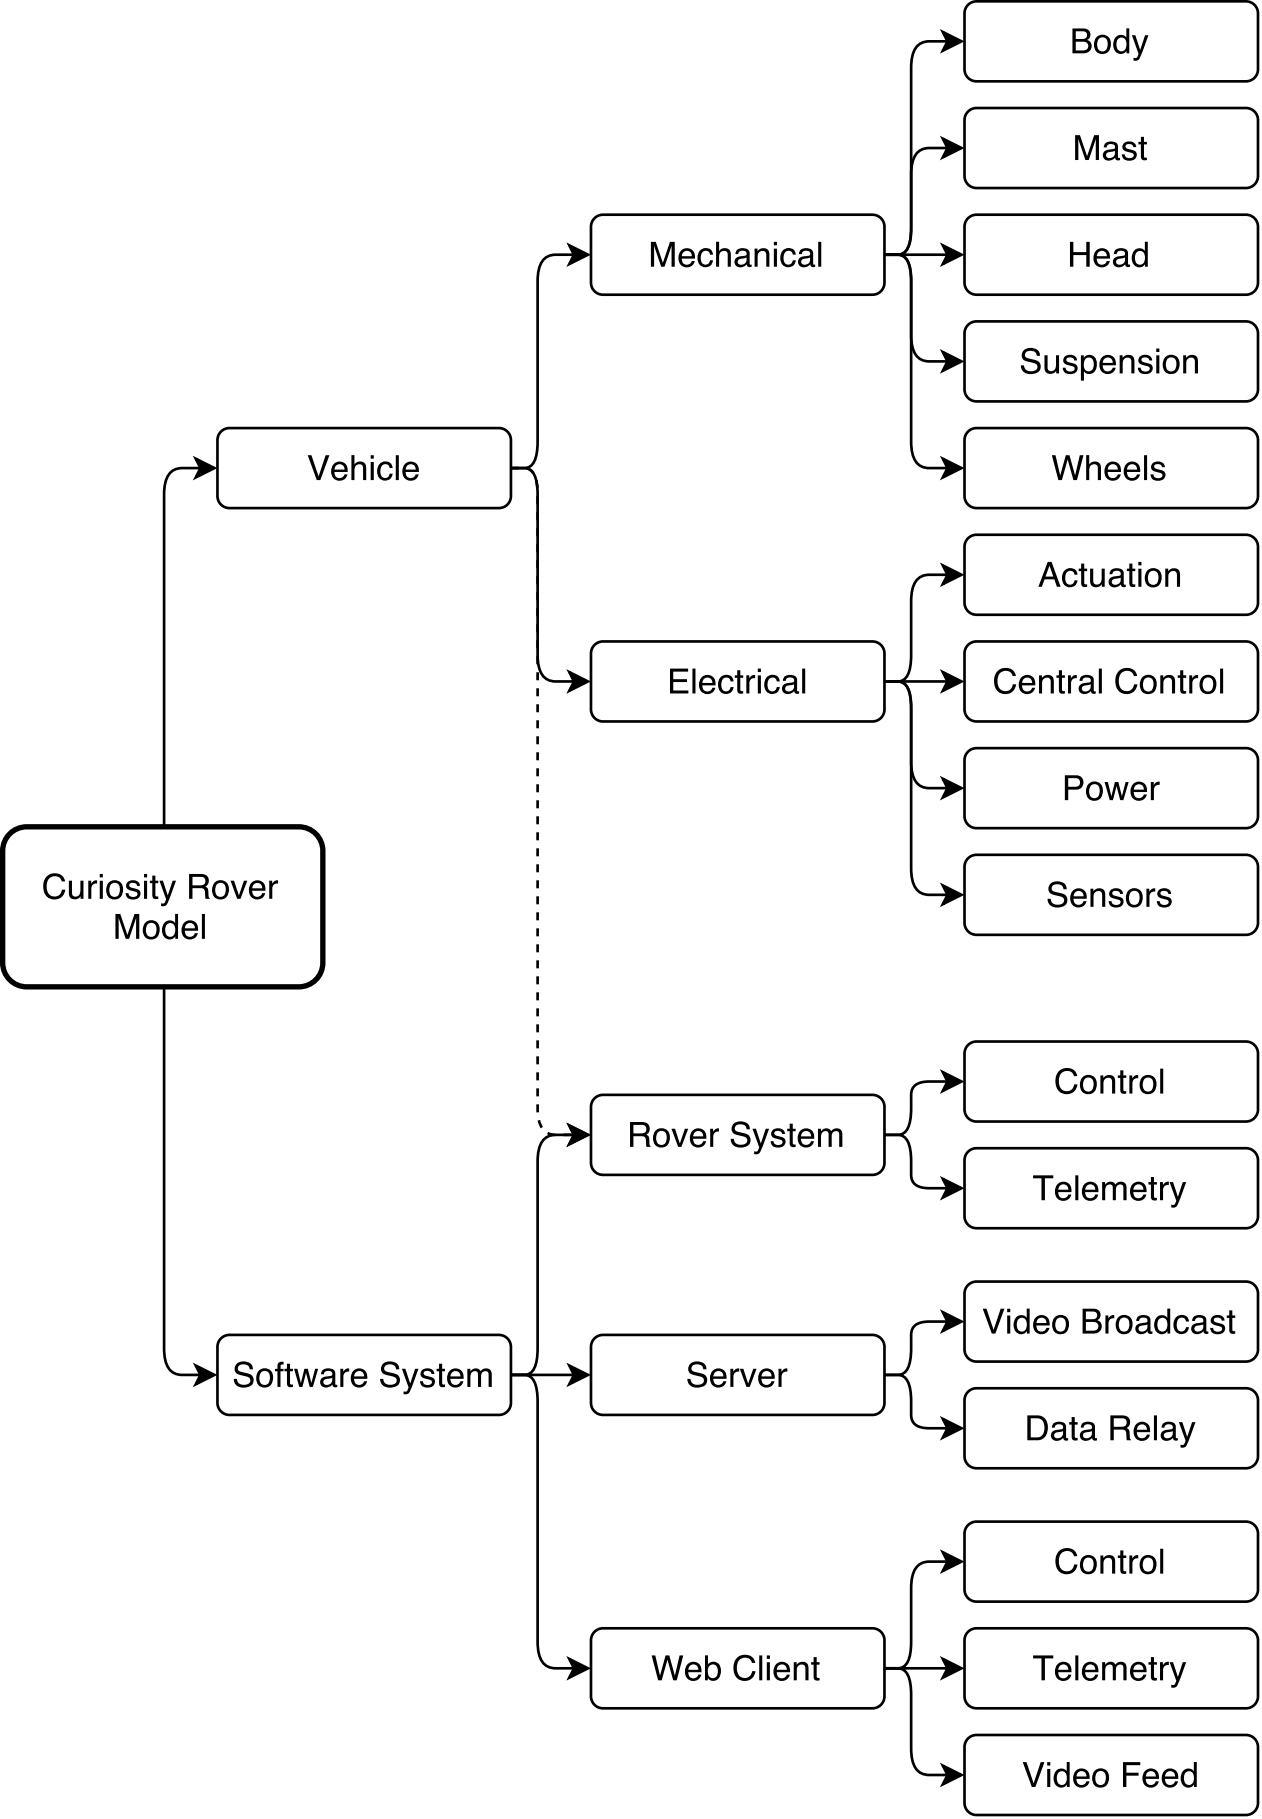 Body
Mast
Mechanical
Head
Suspension
Vehicle
Wheels
Actuation
Electrical
Central Control
Power
Curiosity Rover
Model
Sensors
Control
Rover System
Telemetry
Video Broadcast
Software System
Server
Data Relay
Control
Web Client
Telemetry
Video Feed